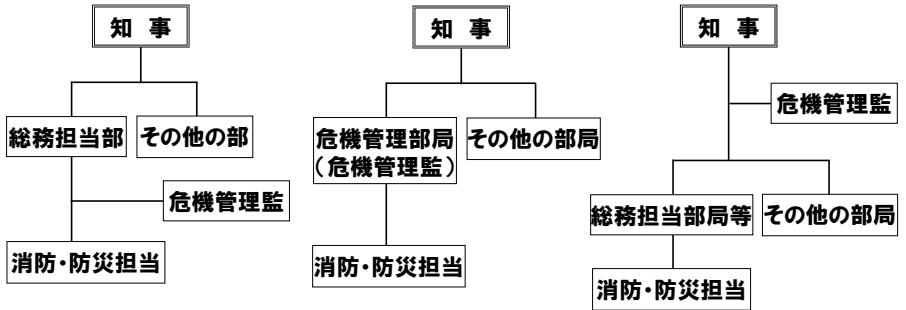 知 事
総務担当部
その他の部
危機管理監
消防・防災担当
知 事
危機管理部局
(危機管理監)
その他の部局
消防・防災担当
知 事
危機管理監
総務担当部局等
その他の部局
消防・防災担当